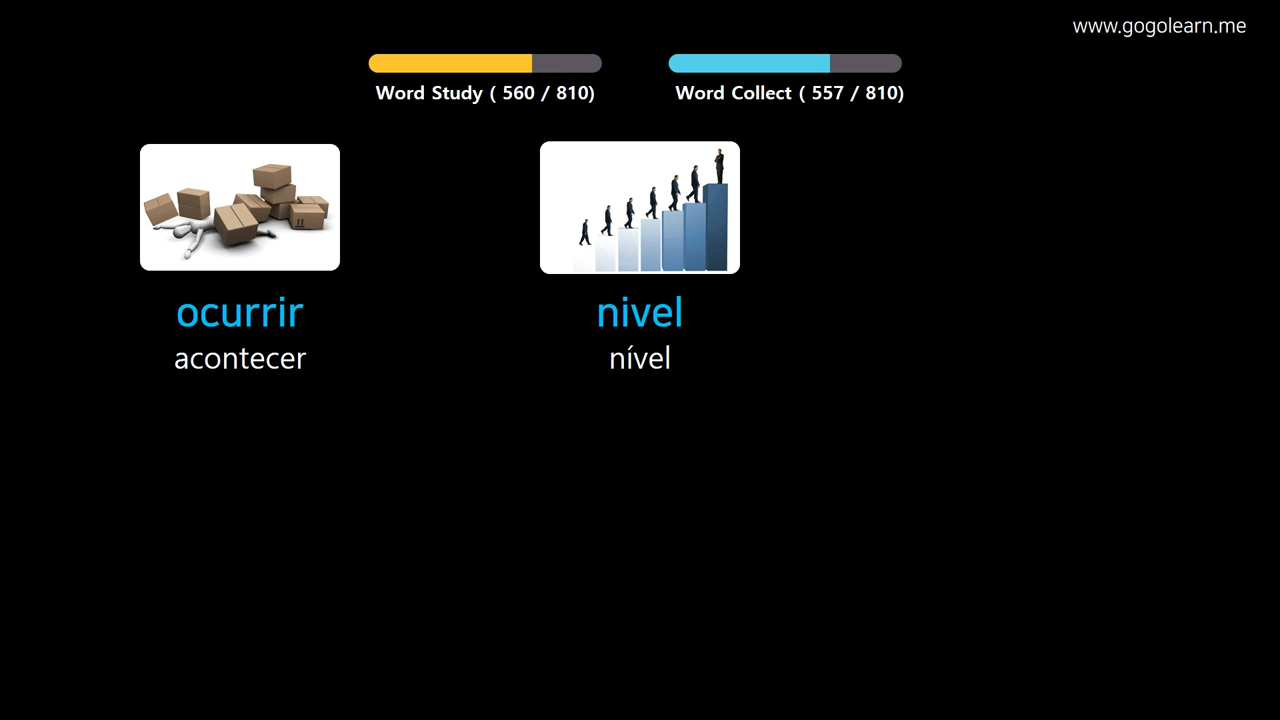 www.gogolearn.me
Word Study ( 560 / 810)
Word Collect ( 557 / 810)
ocurrir
acontecer
nivel
nível